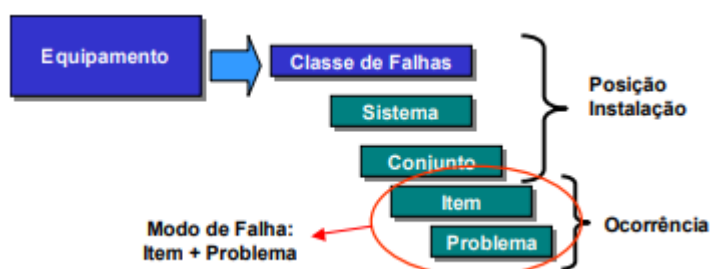 Equipamento
Classe de Falhas
Sistema
Conjunto
Item
Problema
Posição
Instalação
Ocorrência
Modo de Falha:
Item + Problema